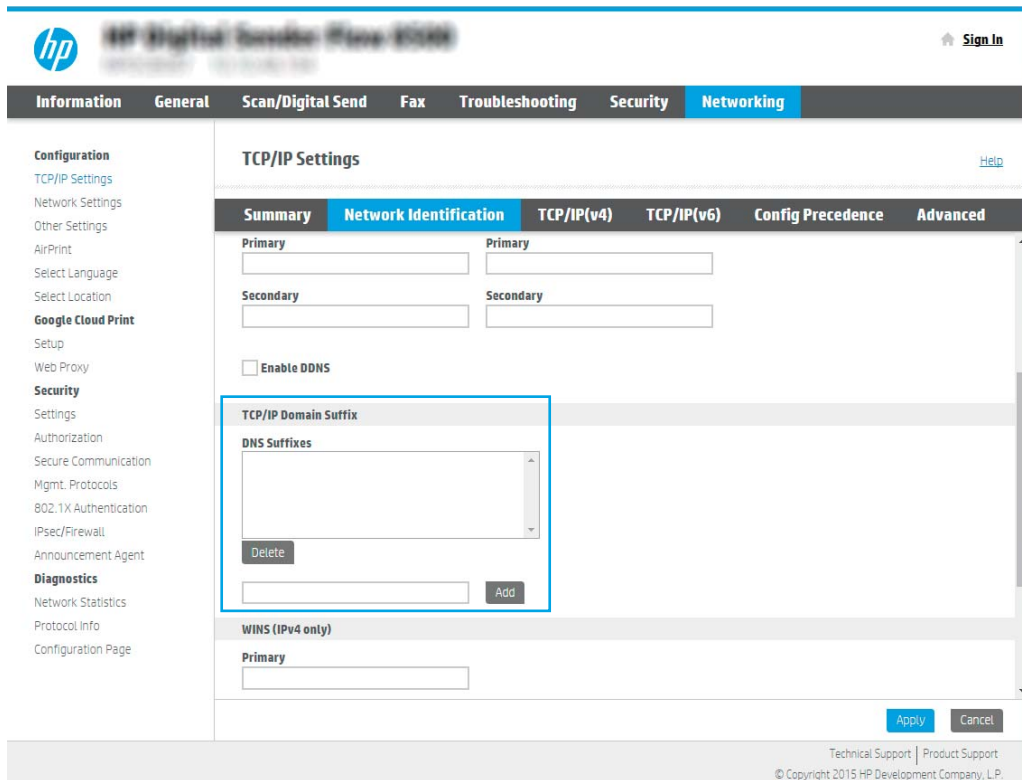 hp
Sign In
Information General Scan/Digital Send Fax Troubleshooting Security Networking
Configuration
TCP/IP Settings
Network Settings
Other Settings
AirPrint
Select Language
Select Location
Google Cloud Print
Setup
Web Proxy
Security
Settings
Authorization
Secure Communication
Mgmt. Protocols
802.1X Authentication
IPsec/Firewall
Announcement Agent
Diagnostics
Network Statistics
Protocol Info
Configuration Page
TCP/IP Settings
Help
Summary Network Identification TCP/IP(v4) TCP/IP(v6) Config Precedence Advanced
Primary Primary
Secondary Secondary
Enable DDNS
TCP/IP Domain Suffix
DNS Suffixes
Delete
Add
WINS (IPv4 only)
Primary
Apply Cancel
Technical Support | Product Support
© Copyright 2015 HP Development Company, L.P.